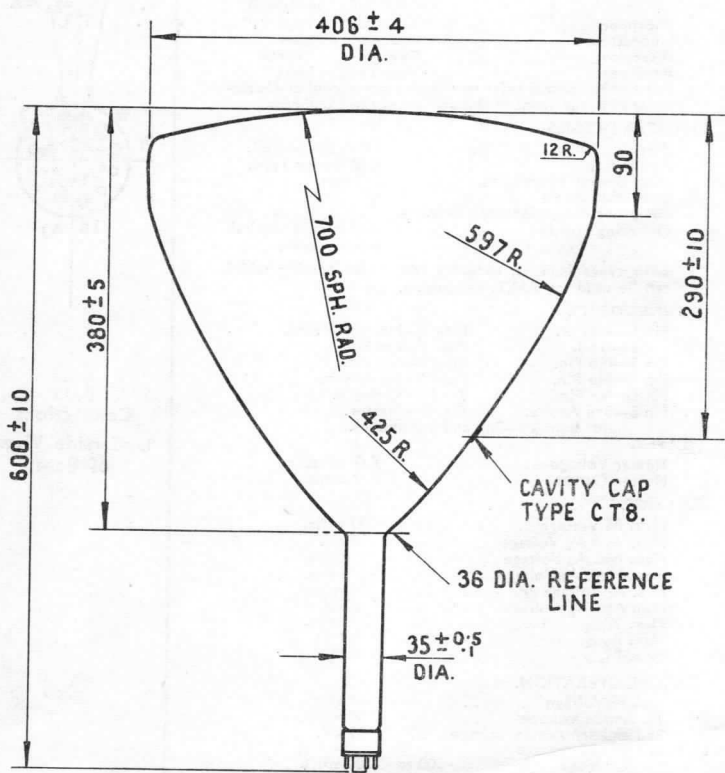 406 ± 4
DIA.
12 R.
90
700 SPH. RAD.
597 R.
290 ± 10
380 ± 5
600 ± 10
425 R.
CAVITY CAP
TYPE CT8.
36 DIA. REFERENCE
LINE
35 ± 0.5
.1
DIA.